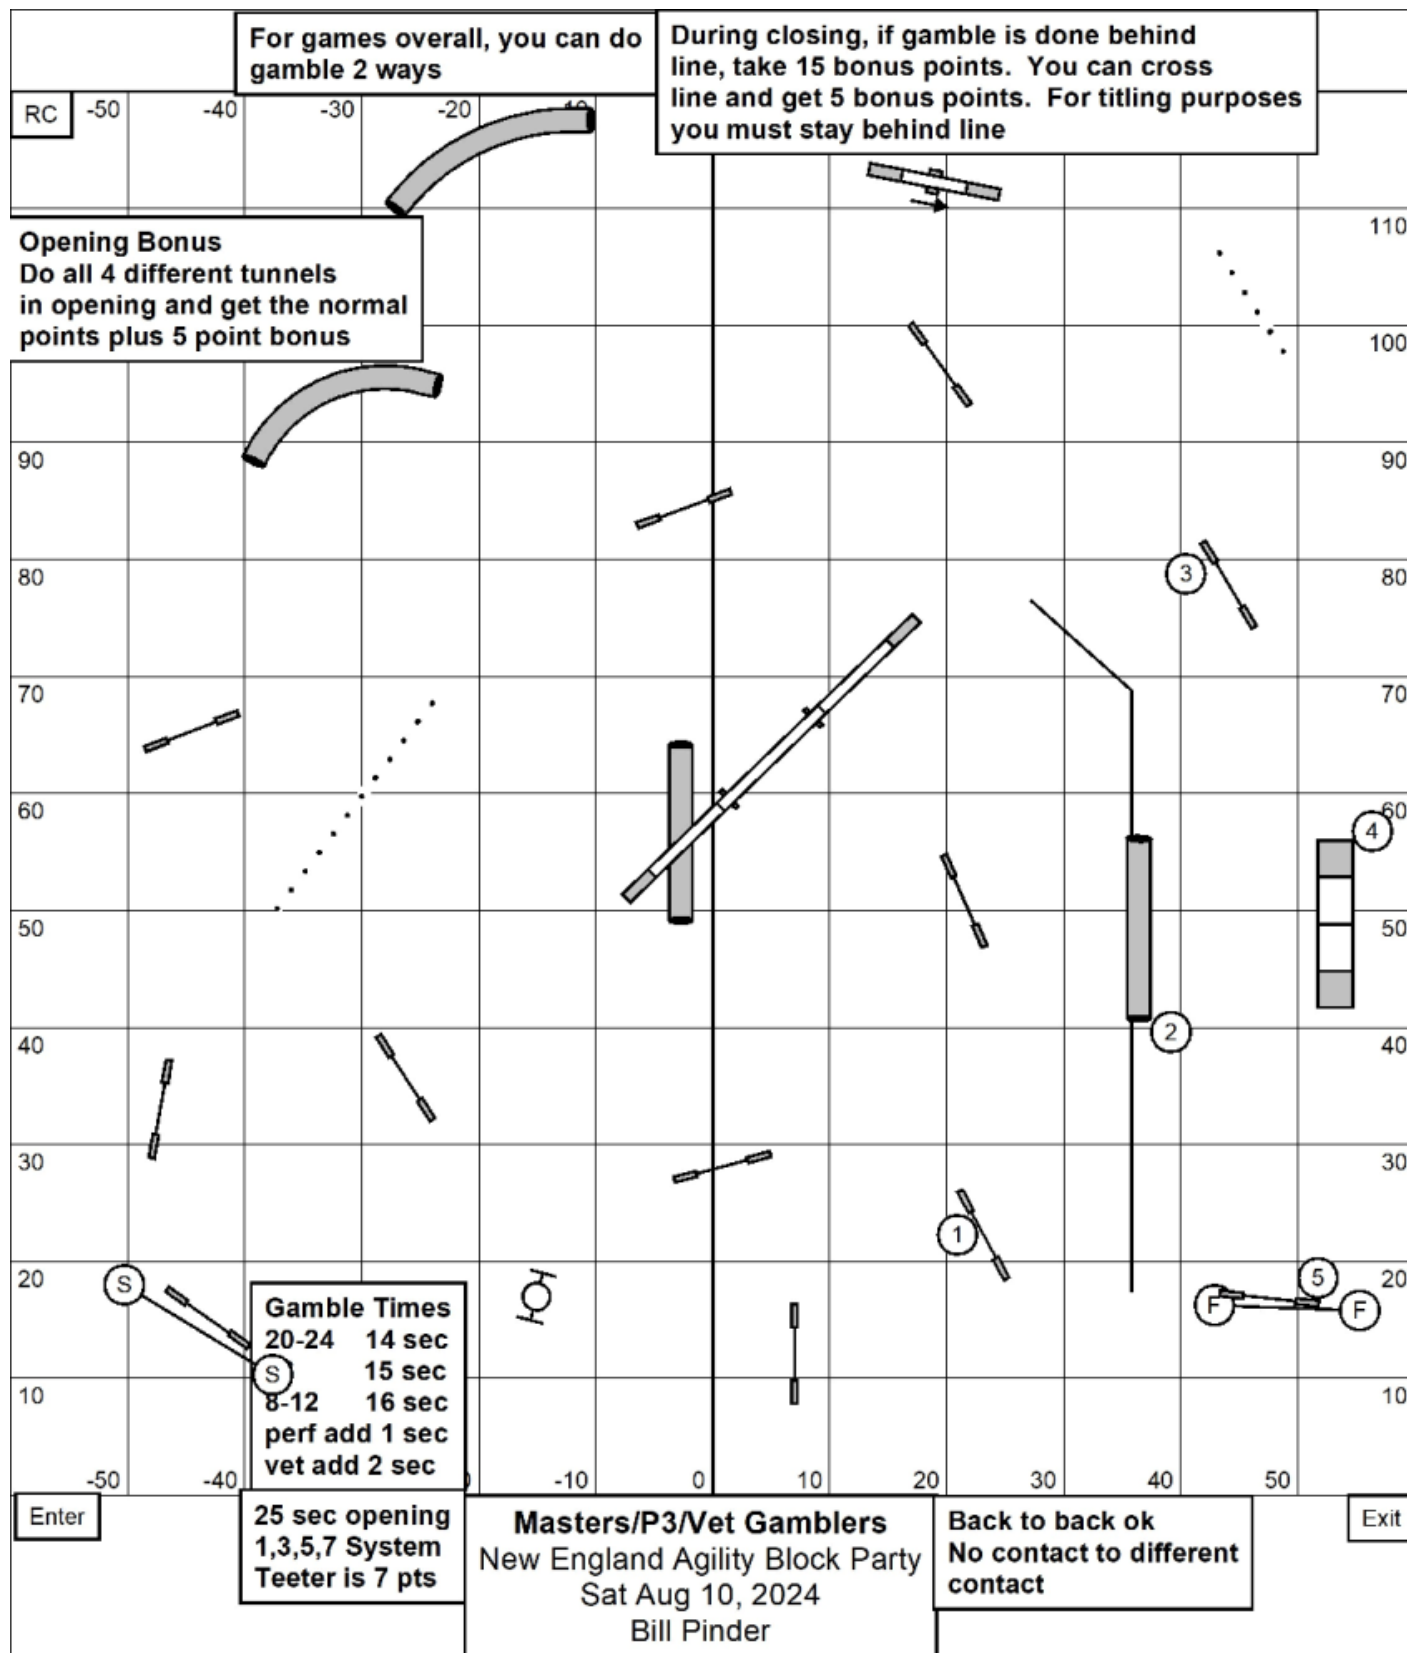 For games overall, you can do
gamble 2 ways
During closing, if gamble is done behind
line, take 15 bonus points. You can cross
line and get 5 bonus points. For titling purposes
you must stay behind line
RC
-50
-40
-30
-20
Opening Bonus
Do all 4 different tunnels
in opening and get the normal
points plus 5 point bonus
110
100
90
90
80
3
80
70
70
60
60
4
50
50
40
2
40
30
30
1
20
S
5
20
F
F
Gamble Times
20-24 14 sec
15 sec
S
8-12 16 sec
perf add 1 sec
vet add 2 sec
10
10
-50
-40
-10
0
10
20
30
40
50
Enter
25 sec opening
1,3,5,7 System
Teeter is 7 pts
Masters/P3/Vet Gamblers
New England Agility Block Party
Sat Aug 10, 2024
Bill Pinder
Back to back ok
No contact to different
contact
Exit